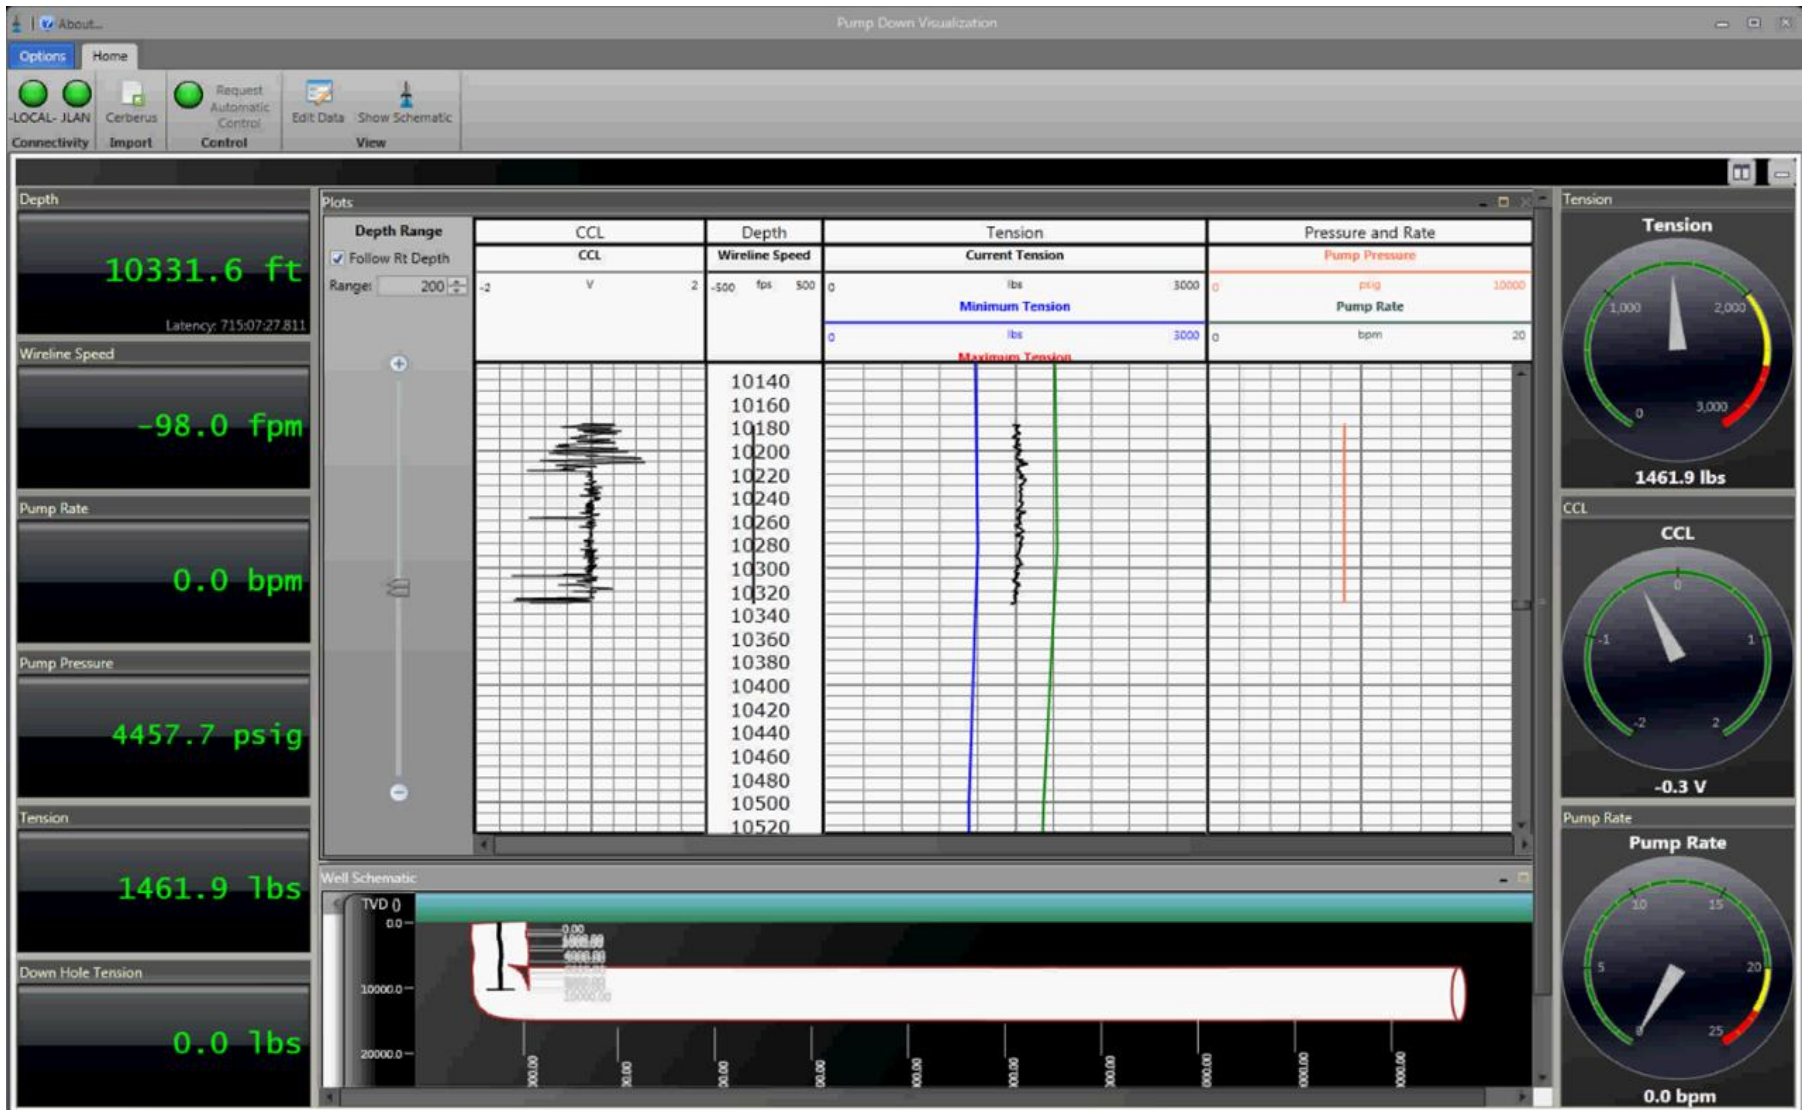 About...
Pump Down Visualization
Options
Home
-LOCAL- JLAN
Cerberus
Request
Automatic
Control
Edit Data
Show Schematic
Connectivity
Import
Control
View
Depth
10331.6 ft
Latency: 715:07:27.811
Wireline Speed
-98.0 fpm
Pump Rate
0.0 bpm
Pump Pressure
4457.7 psig
Tension
1461.9 lbs
Down Hole Tension
0.0 lbs
Plots
Depth Range
Follow Rt Depth
Range: 200
CCL
CCL
-2 V 2
Depth
Wireline Speed
-500 fps 500
Tension
Current Tension
0 lbs 3000
Minimum Tension
0 lbs 3000
Maximum Tension
Pressure and Rate
Pump Pressure
0 psig 10000
Pump Rate
0 bpm 20
10140
10160
10180
10200
10220
10240
10260
10280
10300
10320
10340
10360
10380
10400
10420
10440
10460
10480
10500
10520
Well Schematic
TVD ()
0.0
10000.0
20000.0
0.00
10000.00
Tension
Tension
0
1,000
2,000
3,000
1461.9 lbs
CCL
CCL
-2
-1
0
1
2
-0.3 V
Pump Rate
Pump Rate
0
5
10
15
20
25
0.0 bpm